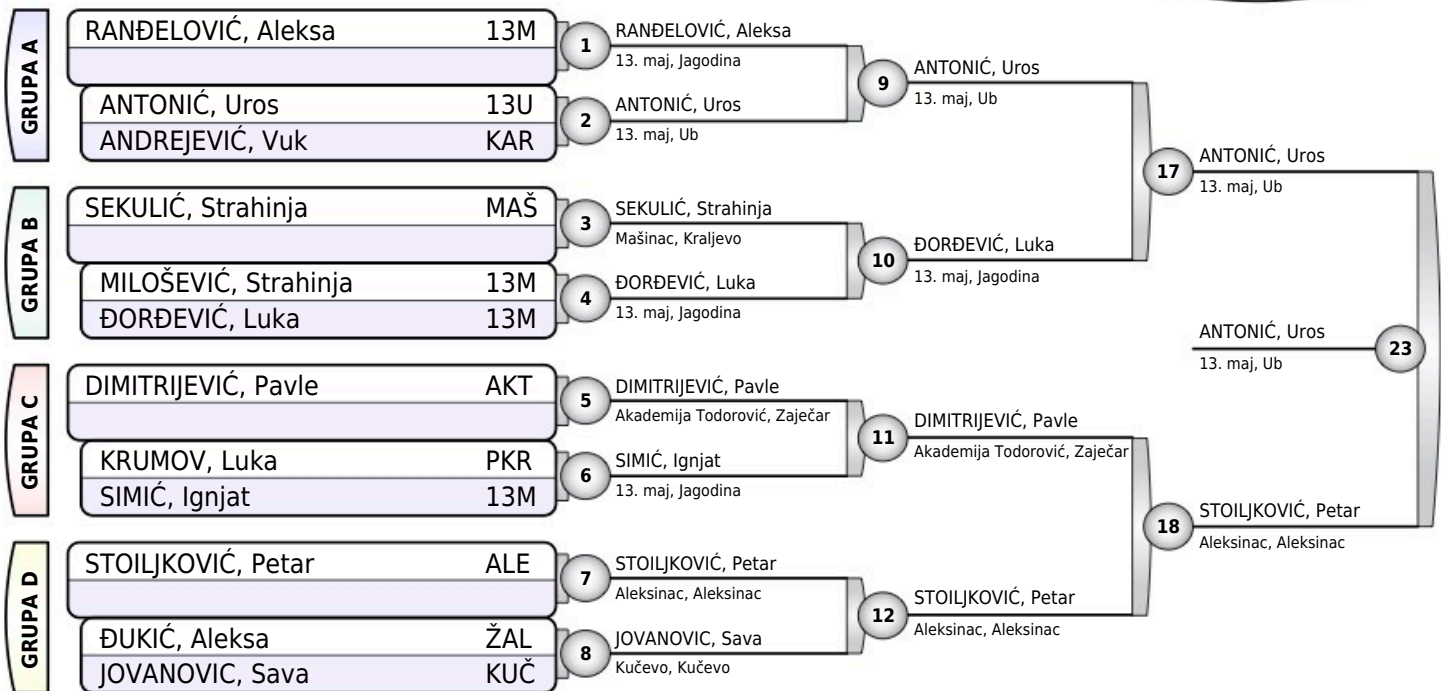 GRUPA A
RANĐELOVIĆ, Aleksa 13M
ANTONIĆ, Uros 13U
ANDREJEVIĆ, Vuk KAR
GRUPA B
SEKULIĆ, Strahinja MAŠ
MILOŠEVIĆ, Strahinja 13M
ĐORĐEVIĆ, Luka 13M
GRUPA C
DIMITRIJEVIĆ, Pavle AKT
KRUMOV, Luka PKR
SIMIĆ, Ignjat 13M
GRUPA D
STOILJKOVIĆ, Petar ALE
ĐUKIĆ, Aleksa ŽAL
JOVANOVIC, Sava KUČ
1
RANĐELOVIĆ, Aleksa
13. maj, Jagodina
2
ANTONIĆ, Uros
13. maj, Ub
3
SEKULIĆ, Strahinja
Mašinac, Kraljevo
4
ĐORĐEVIĆ, Luka
13. maj, Jagodina
5
DIMITRIJEVIĆ, Pavle
Akademija Todorović, Zaječar
6
SIMIĆ, Ignjat
13. maj, Jagodina
7
STOILJKOVIĆ, Petar
Aleksinac, Aleksinac
8
JOVANOVIC, Sava
Kučevo, Kučevo
9
ANTONIĆ, Uros
13. maj, Ub
10
ĐORĐEVIĆ, Luka
13. maj, Jagodina
11
DIMITRIJEVIĆ, Pavle
Akademija Todorović, Zaječar
12
STOILJKOVIĆ, Petar
Aleksinac, Aleksinac
17
ANTONIĆ, Uros
13. maj, Ub
18
STOILJKOVIĆ, Petar
Aleksinac, Aleksinac
ANTONIĆ, Uros
13. maj, Ub
23